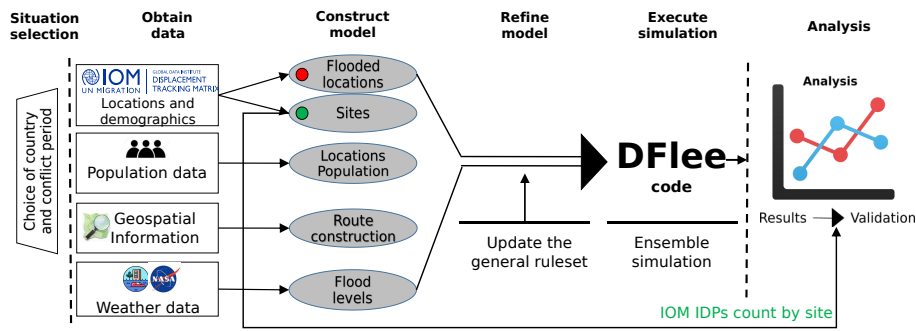 Situation
selection
Obtain
data
Construct
model
Refine
model
Execute
simulation
Analysis
Choice of country
and conflict period
IOM
UN MIGRATION
GLOBAL DATA INSTITUTE
DISPLACEMENT
TRACKING MATRIX
Locations and
demographics
Population data
Geospatial
Information
NASA
Weather data
Flooded
locations
Sites
Locations
Population
Route
construction
Flood
levels
Update the
general ruleset
DFlee
code
Ensemble
simulation
Analysis
Results
Validation
IOM IDPs count by site